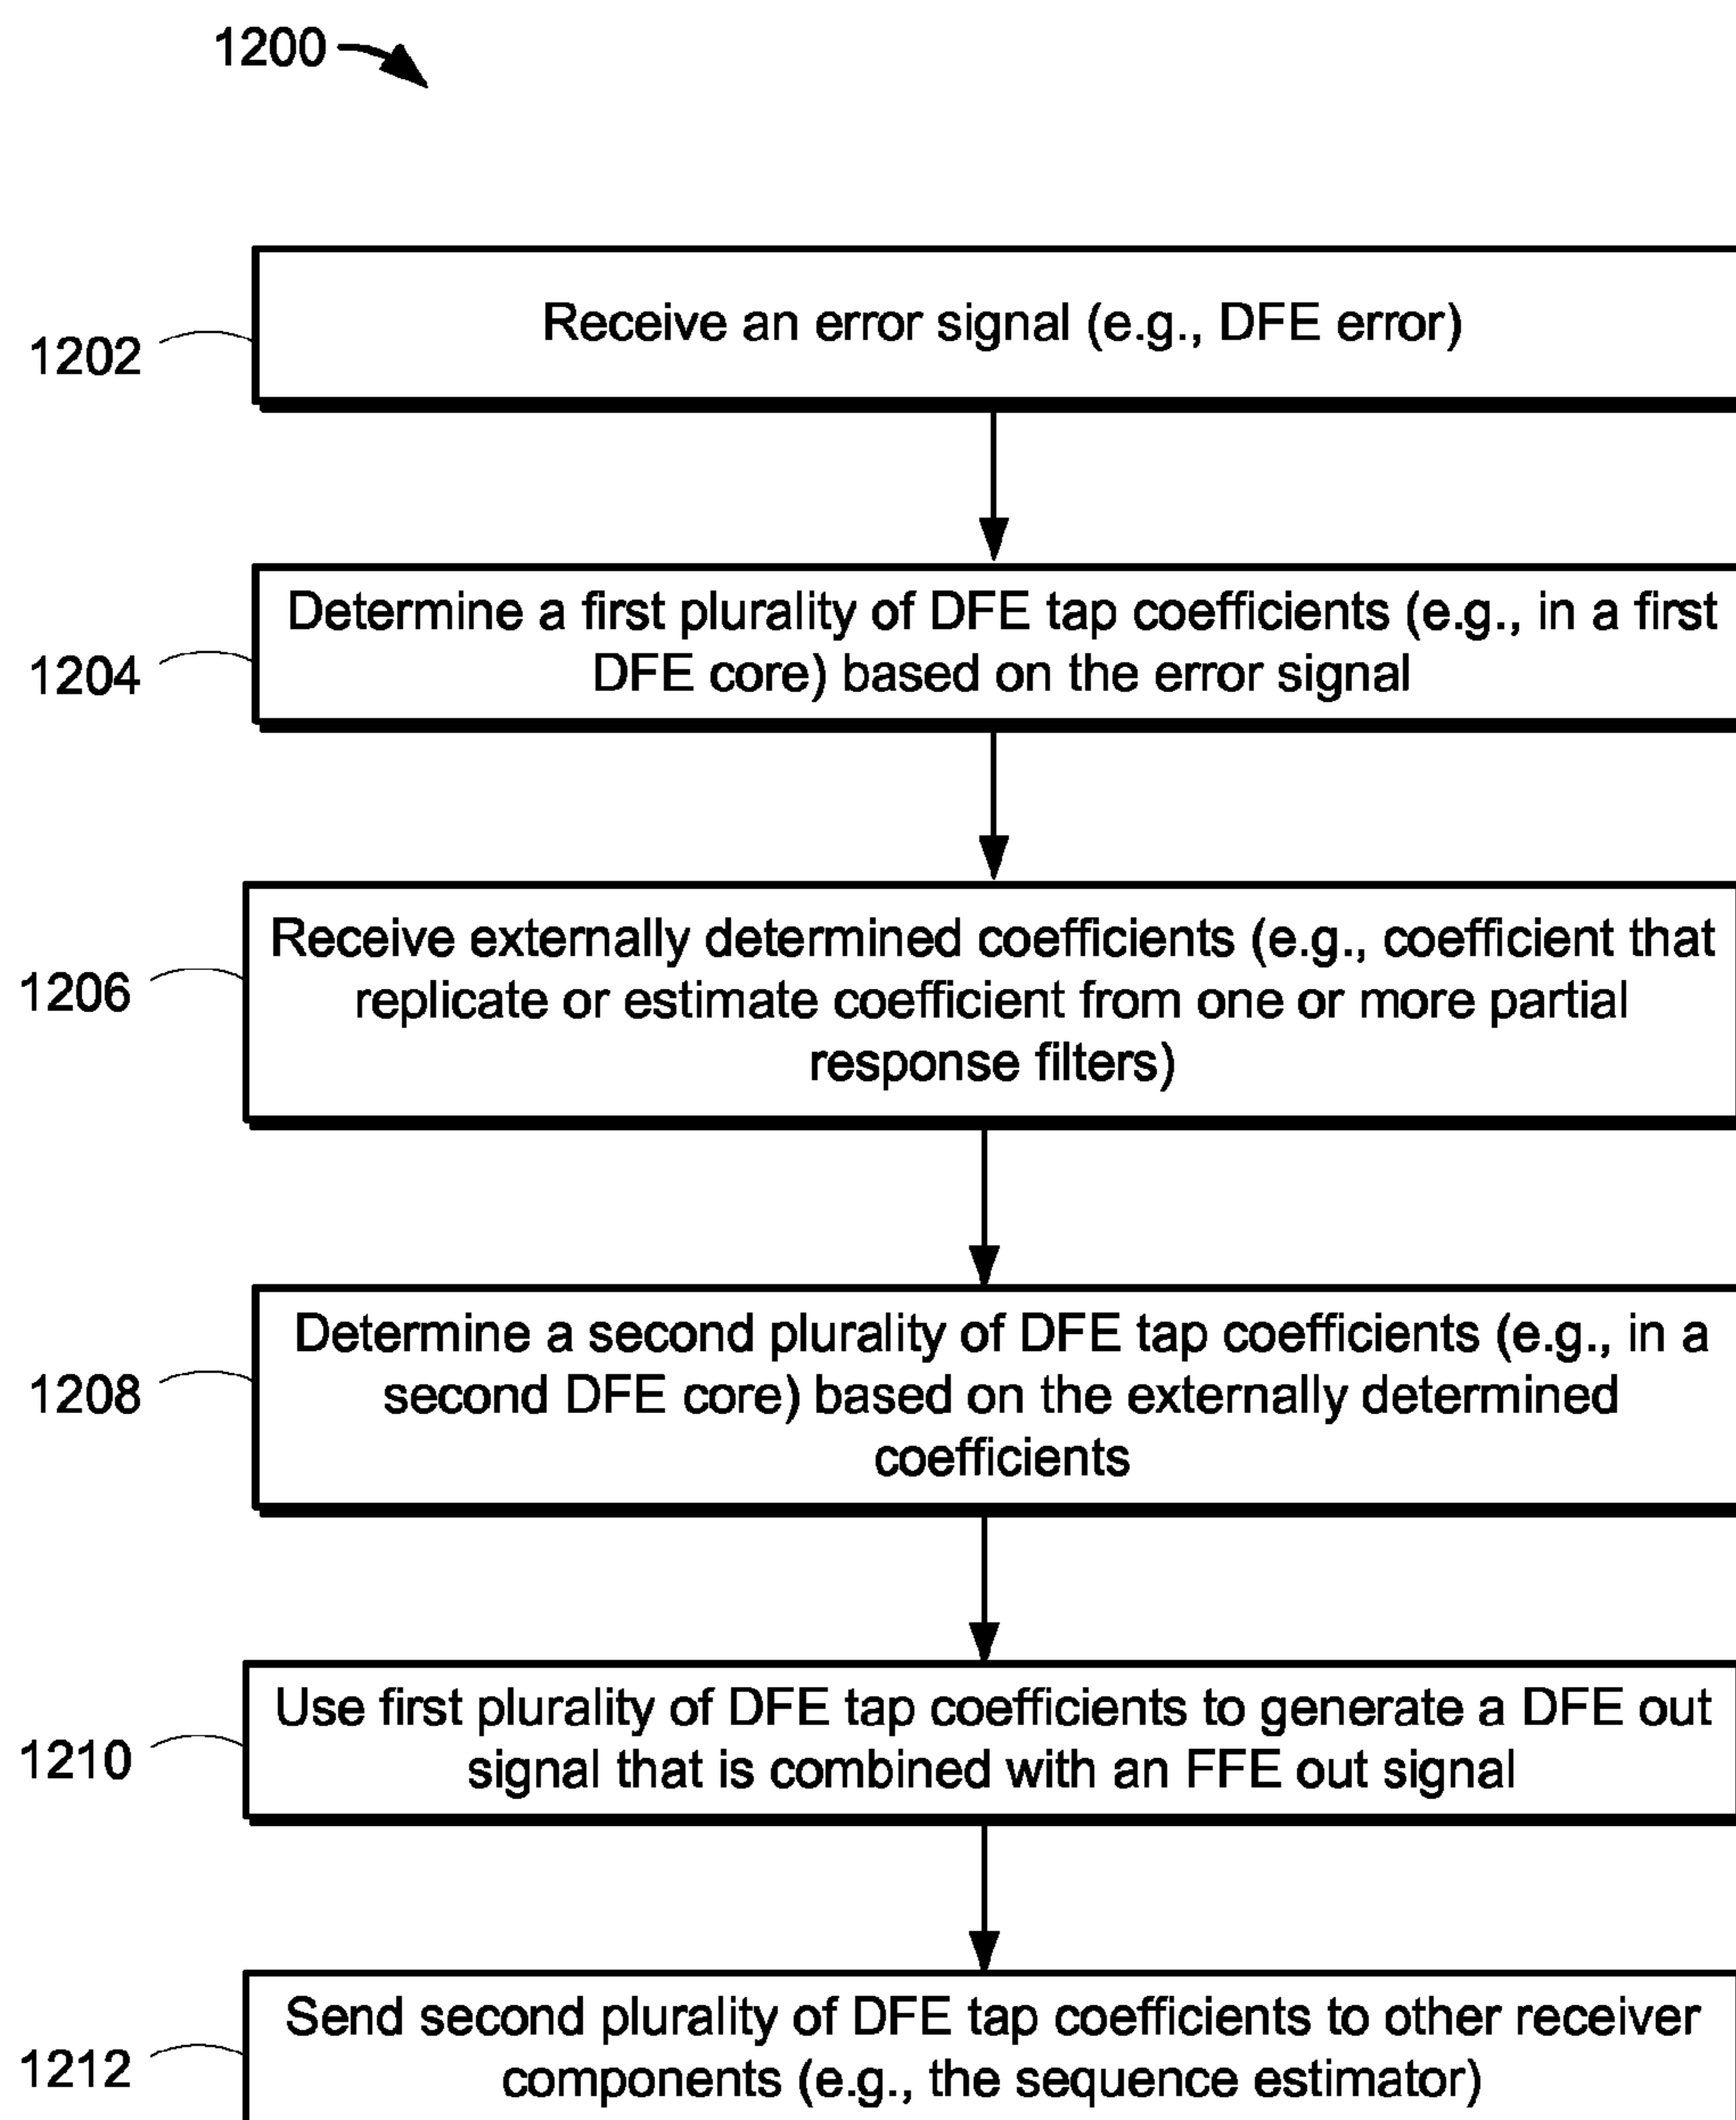 1200
Receive an error signal (e.g., DFE error)
1202
Determine a first plurality of DFE tap coefficients (e.g., in a first
DFE core) based on the error signal
1204
Receive externally determined coefficients (e.g., coefficient that
replicate or estimate coefficient from one or more partial
response filters)
1206
Determine a second plurality of DFE tap coefficients (e.g., in a
second DFE core) based on the externally determined
coefficients
1208
Use first plurality of DFE tap coefficients to generate a DFE out
signal that is combined with an FFE out signal
1210
Send second plurality of DFE tap coefficients to other receiver
components (e.g., the sequence estimator)
1212